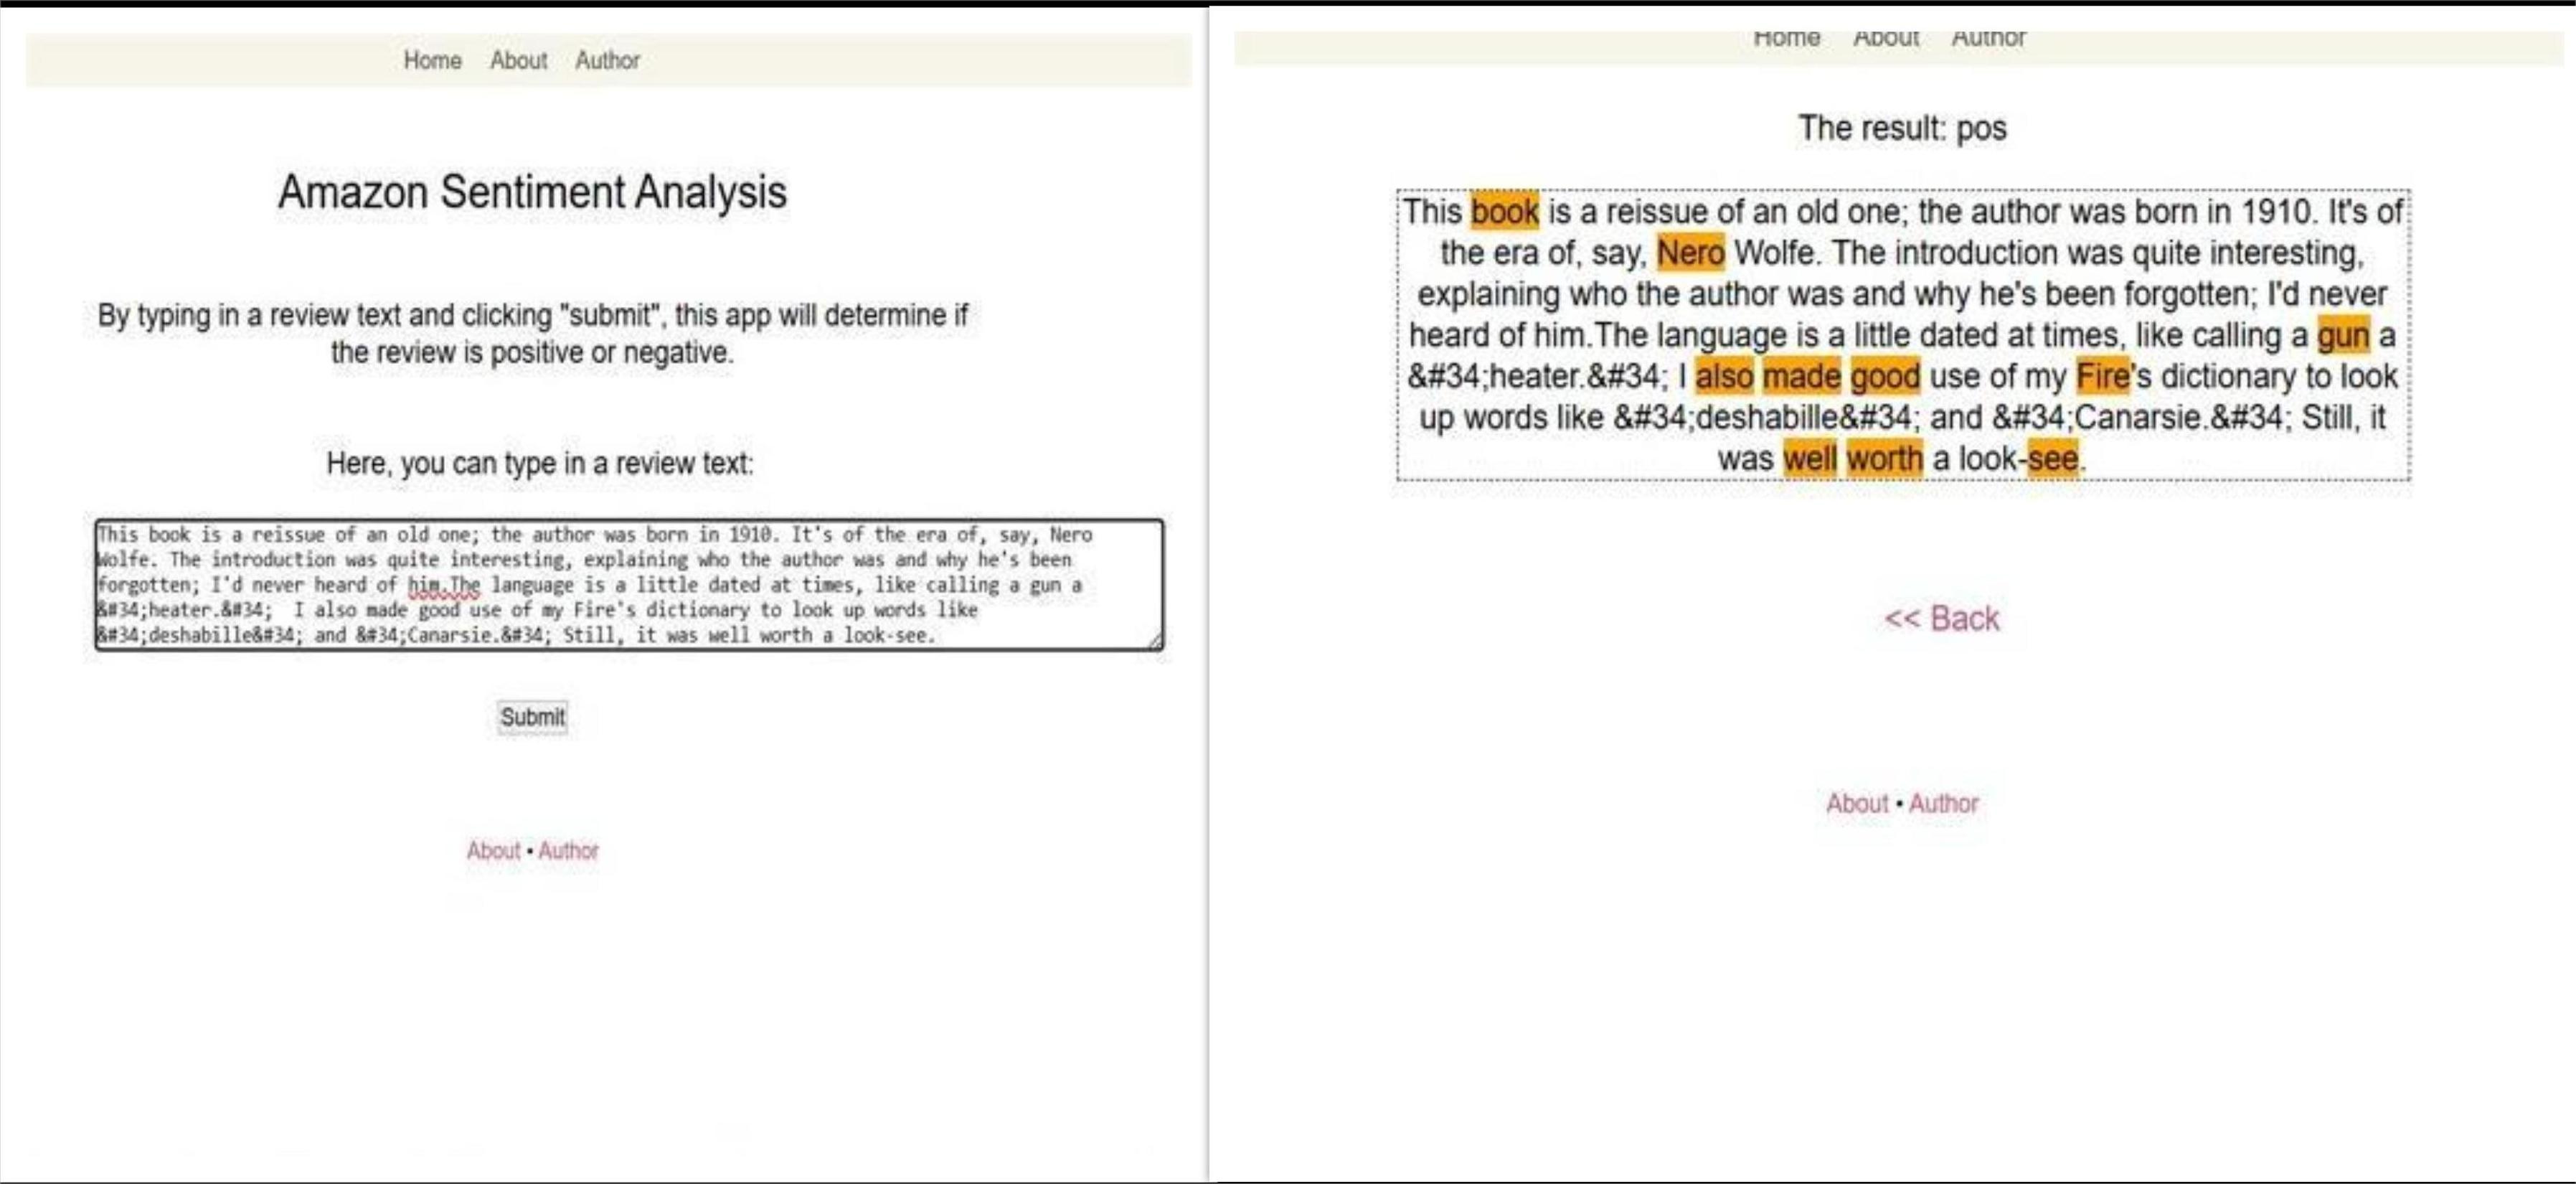 Home About Author
Amazon Sentiment Analysis
By typing in a review text and clicking "submit", this app will determine if
the review is positive or negative.
Here, you can type in a review text:
This book is a reissue of an old one; the author was born in 1910. It's of the era of, say, Nero
Wolfe. The introduction was quite interesting, explaining who the author was and why he's been
forgotten; I'd never heard of him.The language is a little dated at times, like calling a gun a
&#34;heater.&#34;  I also made good use of my Fire's dictionary to look up words like
&#34;deshabille&#34; and &#34;Canarsie.&#34; Still, it was well worth a look-see.
Submit
About • Author
Home About Author
The result: pos
This book is a reissue of an old one; the author was born in 1910. It's of
the era of, say, Nero Wolfe. The introduction was quite interesting,
explaining who the author was and why he's been forgotten; I'd never
heard of him.The language is a little dated at times, like calling a gun a
&#34;heater.&#34; I also made good use of my Fire's dictionary to look
up words like &#34;deshabille&#34; and &#34;Canarsie.&#34; Still, it
was well worth a look-see.
<< Back
About • Author